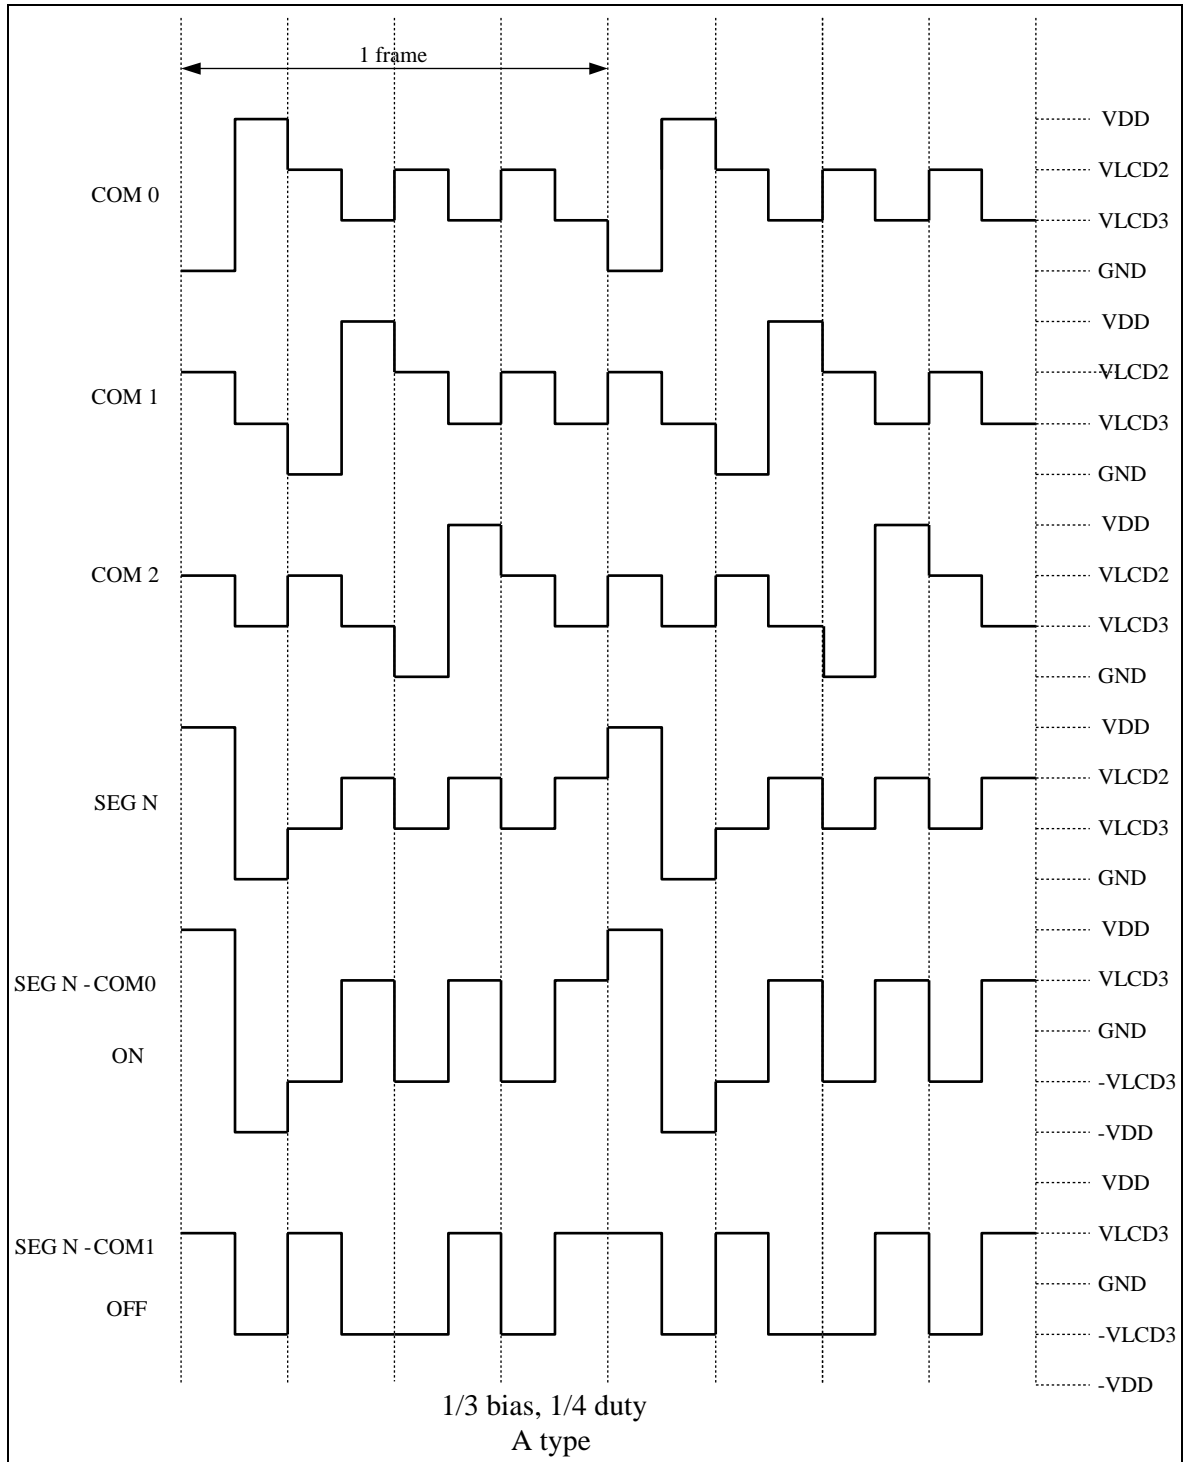 1 frame
VDD
VLCD2
COM 0
VLCD3
GND
VDD
VLCD2
COM 1
VLCD3
GND
VDD
COM 2
VLCD2
VLCD3
GND
VDD
VLCD2
SEG N
VLCD3
GND
VDD
SEG N - COM0
VLCD3
GND
ON
-VLCD3
-VDD
VDD
SEG N - COM1
VLCD3
GND
OFF
-VLCD3
-VDD
1/3 bias, 1/4 duty
A type